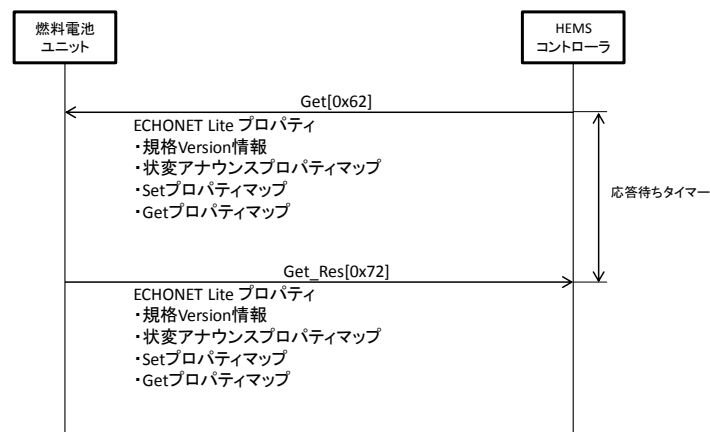 燃料電池
ユニット
HEMS
コントローラ
Get[0x62]
ECHONET Lite プロパティ
・規格Version情報
・状変アナウンスプロパティマップ
・Setプロパティマップ
・Getプロパティマップ
応答待ちタイマー
Get_Res[0x72]
ECHONET Lite プロパティ
・規格Version情報
・状変アナウンスプロパティマップ
・Setプロパティマップ
・Getプロパティマップ